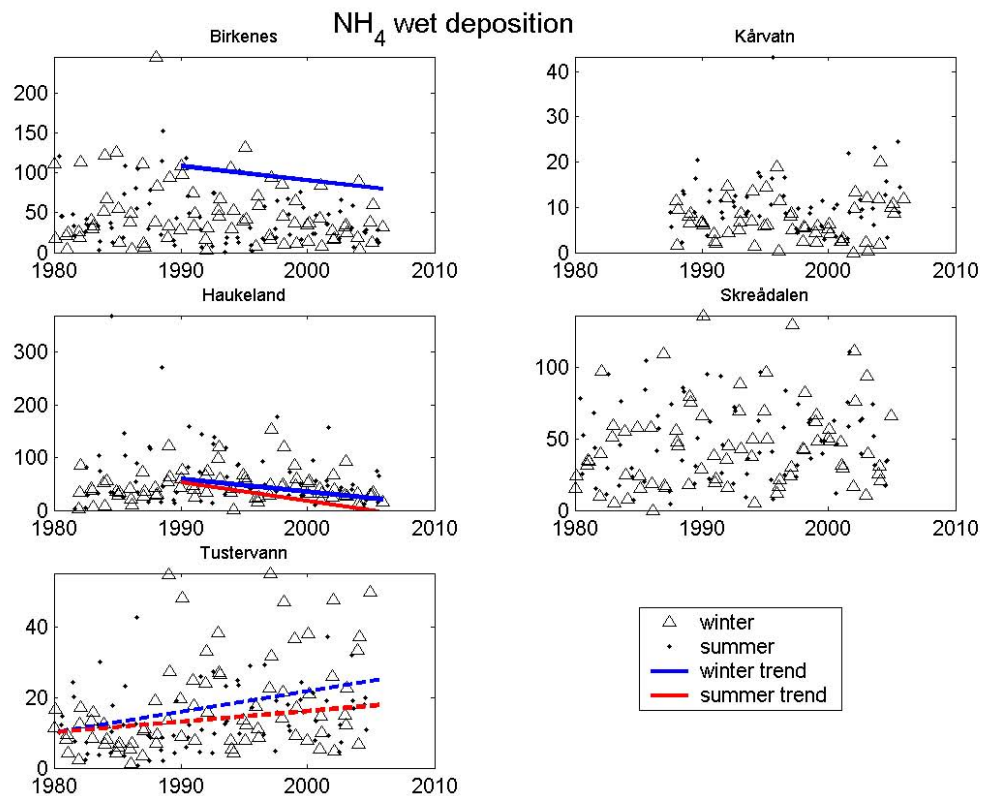 NH4 wet deposition
Birkenes
200
150
100
50
0
1980 1990 2000 2010
Kårvatn
40
30
20
10
0
1980 1990 2000 2010
Haukeland
300
200
100
0
1980 1990 2000 2010
Skreådalen
100
50
0
1980 1990 2000 2010
Tustervann
40
20
0
1980 1990 2000 2010
winter
summer
winter trend
summer trend